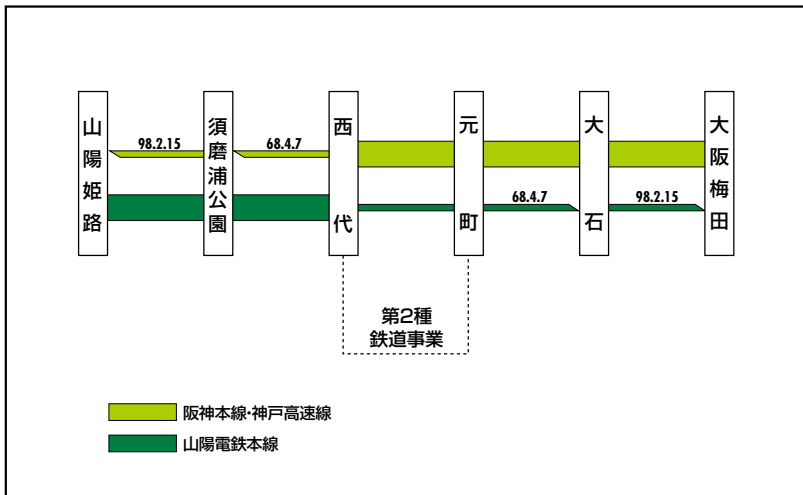 山陽姫路
98.2.15
須磨浦公園
68.4.7
西代
元町
68.4.7
大石
98.2.15
大阪梅田
第2種
鉄道事業
阪神本線・神戸高速線
山陽電鉄本線